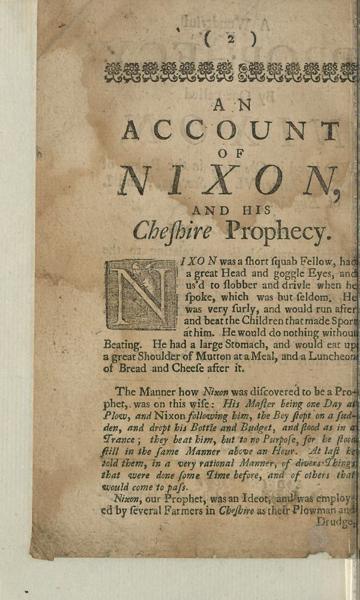 ( 2 )
AN
ACCOUNT
OF
NIXON,
AND HIS
Cheſhire Prophecy.
NIXON was a ſhort ſquab Fellow, had
a great Head and goggle Eyes, and
us'd to ſlobber and drivle when he
ſpoke, which was but ſeldom. He
was very ſurly, and would run after
and beat the Children that made Sport
at him. He would do nothing without
Beating. He had a large Stomach, and would eat up
a great Shoulder of Mutton at a Meal, and a Luncheon
of Bread and Cheeſe after it.
The Manner how Nixon was diſcovered to be a Pro-
phet, was on this wiſe: His Maſter being one Day at
Plow, and Nixon following him, the Boy ſtopt on a ſud-
den, and dropt his Bottle and Budget, and ſtood as in a
Trance; they beat him, but to no Purpoſe, for he ſtood
ſtill in the ſame Manner above an Hour. At laſt he
told them, in a very rational Manner, of divers Things
that were done ſome Time before, and of others that
would come to paſs.
Nixon, our Prophet, was an Ideot, and was employ-
ed by ſeveral Farmers in Cheſhire as their Plowman and
Drudge,